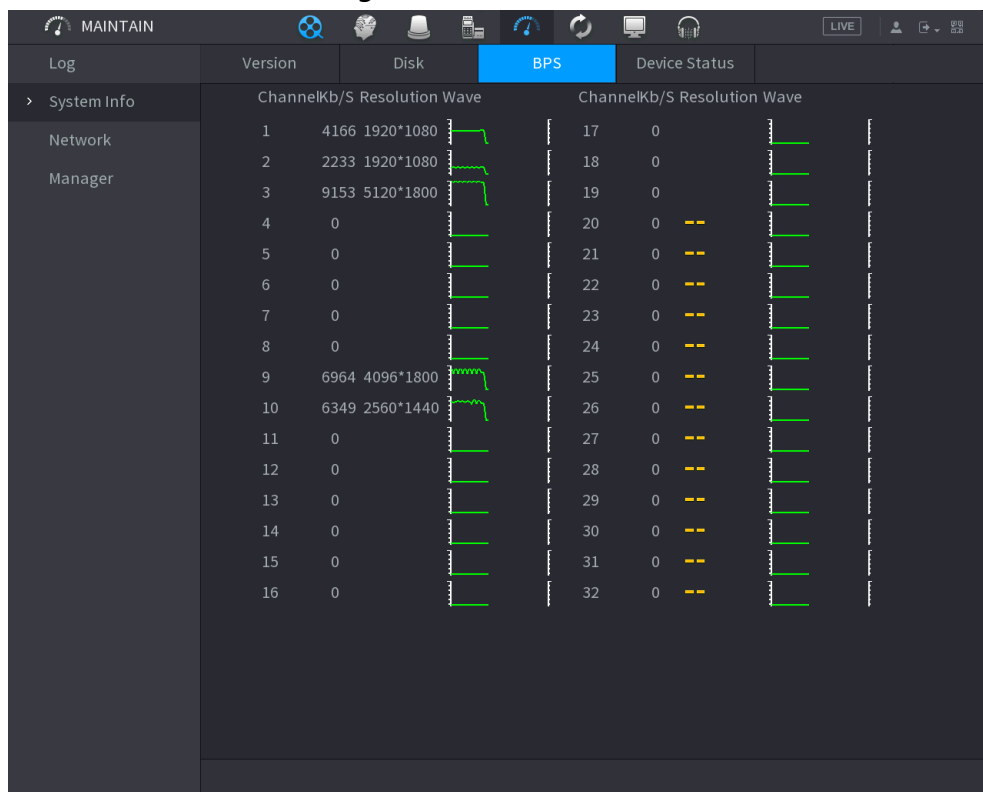 MAINTAIN LIVE
Log Version Disk BPS Device Status
System Info
Network
Manager
ChannelKb/S Resolution Wave ChannelKb/S Resolution Wave
1 4166 1920*1080 17 0
2 2233 1920*1080 18 0
3 9153 5120*1800 19 0
4 0 20 0 --
5 0 21 0 --
6 0 22 0 --
7 0 23 0 --
8 0 24 0 --
9 6964 4096*1800 25 0 --
10 6349 2560*1440 26 0 --
11 0 27 0 --
12 0 28 0 --
13 0 29 0 --
14 0 30 0 --
15 0 31 0 --
16 0 32 0 --